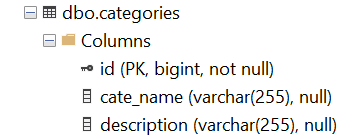 dbo.categories
Columns
id (PK, bigint, not null)
cate_name (varchar(255), null)
description (varchar(255), null)